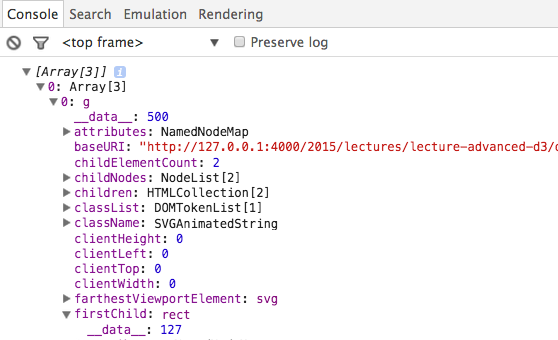 Console Search Emulation Rendering
<top frame> ▼ Preserve log
▼ [Array[3]] i
▼ 0: Array[3]
▼ 0: g
__data__: 500
▶ attributes: NamedNodeMap
baseURI: "http://127.0.0.1:4000/2015/lectures/lecture-advanced-d3/
childElementCount: 2
▶ childNodes: NodeList[2]
▶ children: HTMLCollection[2]
▶ classList: DOMTokenList[1]
▶ className: SVGAnimatedString
clientHeight: 0
clientLeft: 0
clientTop: 0
clientWidth: 0
▶ farthestViewportElement: svg
▼ firstChild: rect
__data__: 127